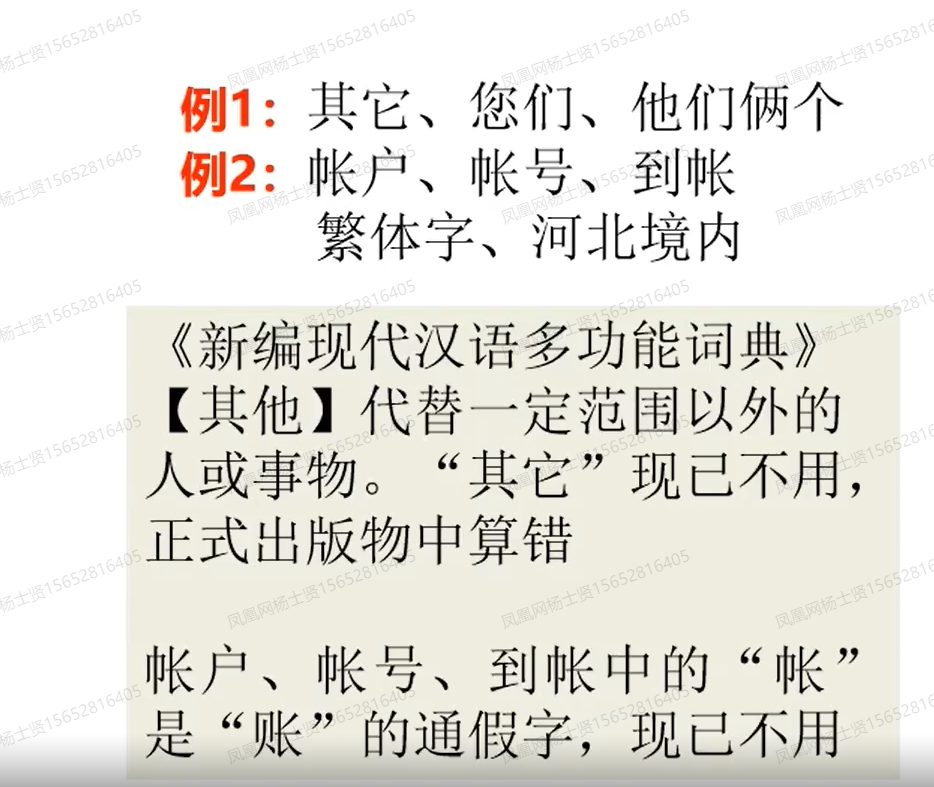 例1：其它、您们、他们俩个
例2：帐户、帐号、到帐
繁体字、河北境内
《新编现代汉语多功能词典》
【其他】代替一定范围以外的
人或事物。“其它”现已不用，
正式出版物中算错
帐户、帐号、到帐中的“帐”
是“账”的通假字，现已不用
凤凰网杨士贤15652816405